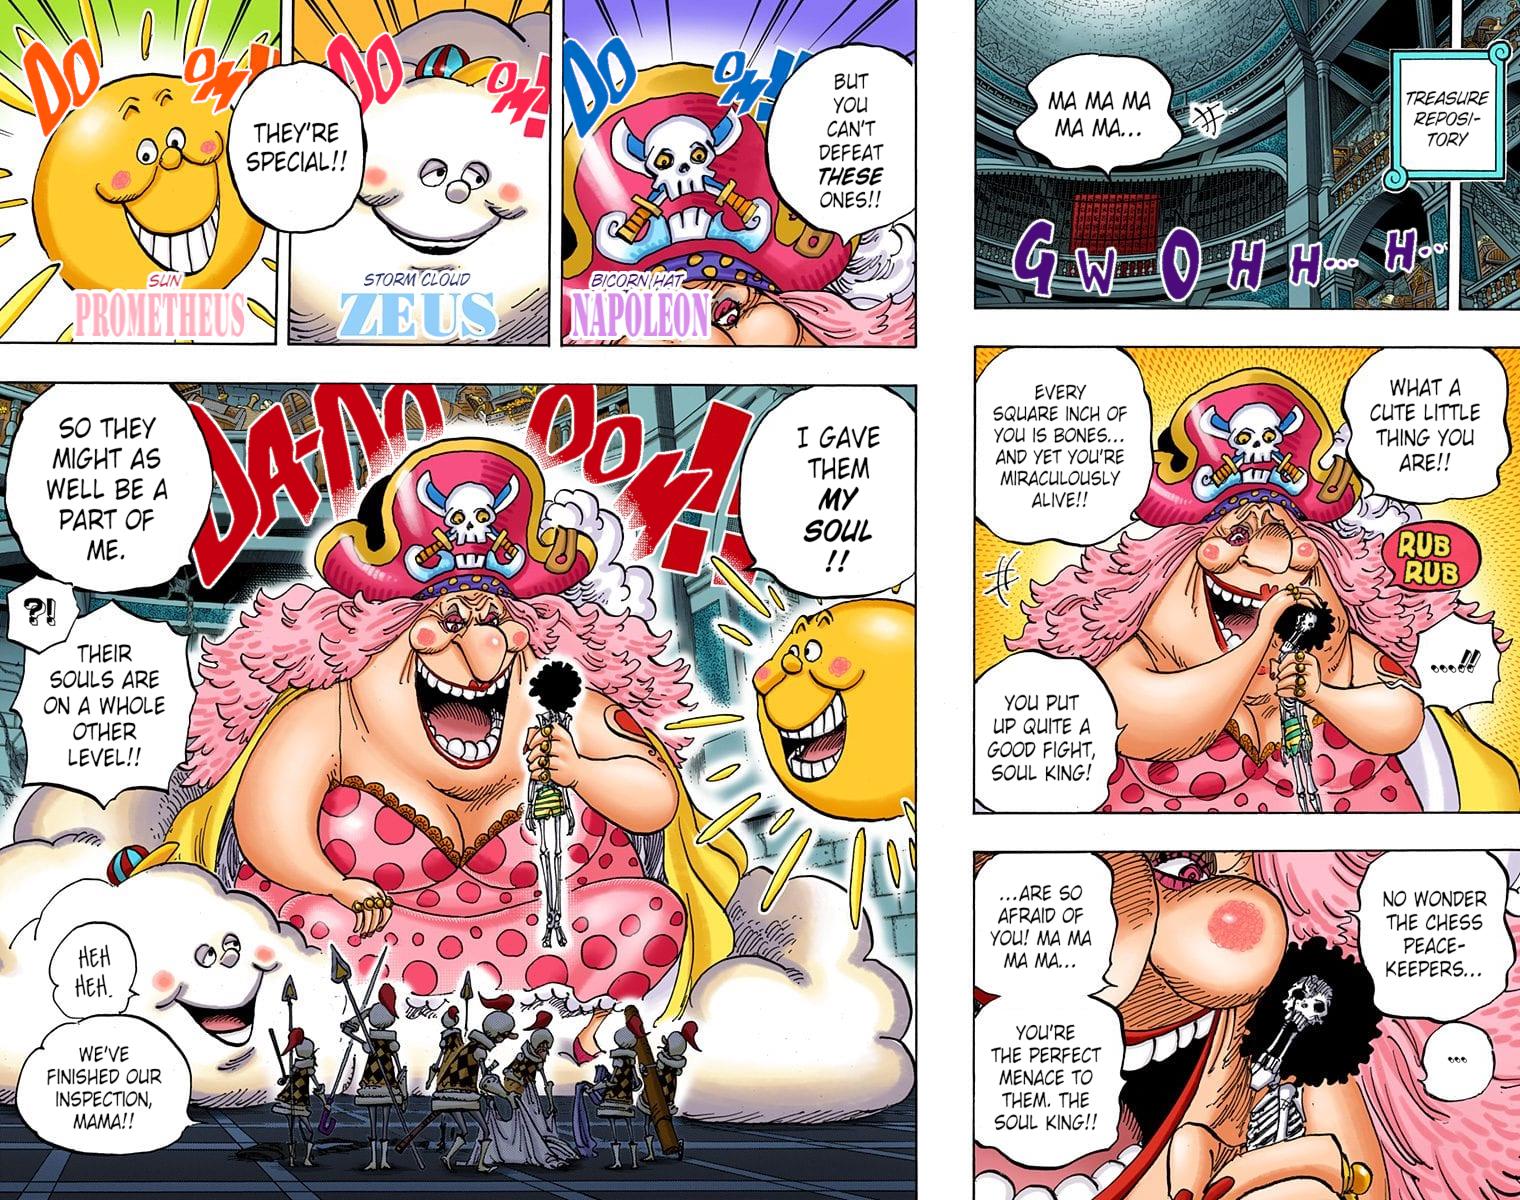 TREASURE
REPOSI-
TORY
MA MA MA
MA MA...
GWOHHH... H...
WHAT A
CUTE LITTLE
THING YOU
ARE!!
EVERY
SQUARE INCH OF
YOU IS BONES...
AND YET YOU'RE
MIRACULOUSLY
ALIVE!!
RUB
RUB
...!!
YOU PUT
UP QUITE A
GOOD FIGHT,
SOUL KING!
NO WONDER
THE CHESS
PEACE-
KEEPERS...
...ARE SO
AFRAID OF
YOU! MA MA
MA MA...
...
YOU'RE
THE PERFECT
MENACE TO
THEM. THE
SOUL KING!!
BUT
YOU
CAN'T
DEFEAT
THESE
ONES!!
DOOM!!
BICORN HAT
NAPOLEON
DOOM!!
STORM CLOUD
ZEUS
THEY'RE
SPECIAL!!
DOOM!!
SUN
PROMETHEUS
I GAVE
THEM
MY
SOUL
!!
DA-DOOOOM!!
SO THEY
MIGHT AS
WELL BE A
PART OF
ME.
?!
THEIR
SOULS ARE
ON A WHOLE
OTHER
LEVEL!!
HEH
HEH.
WE'VE
FINISHED OUR
INSPECTION,
MAMA!!